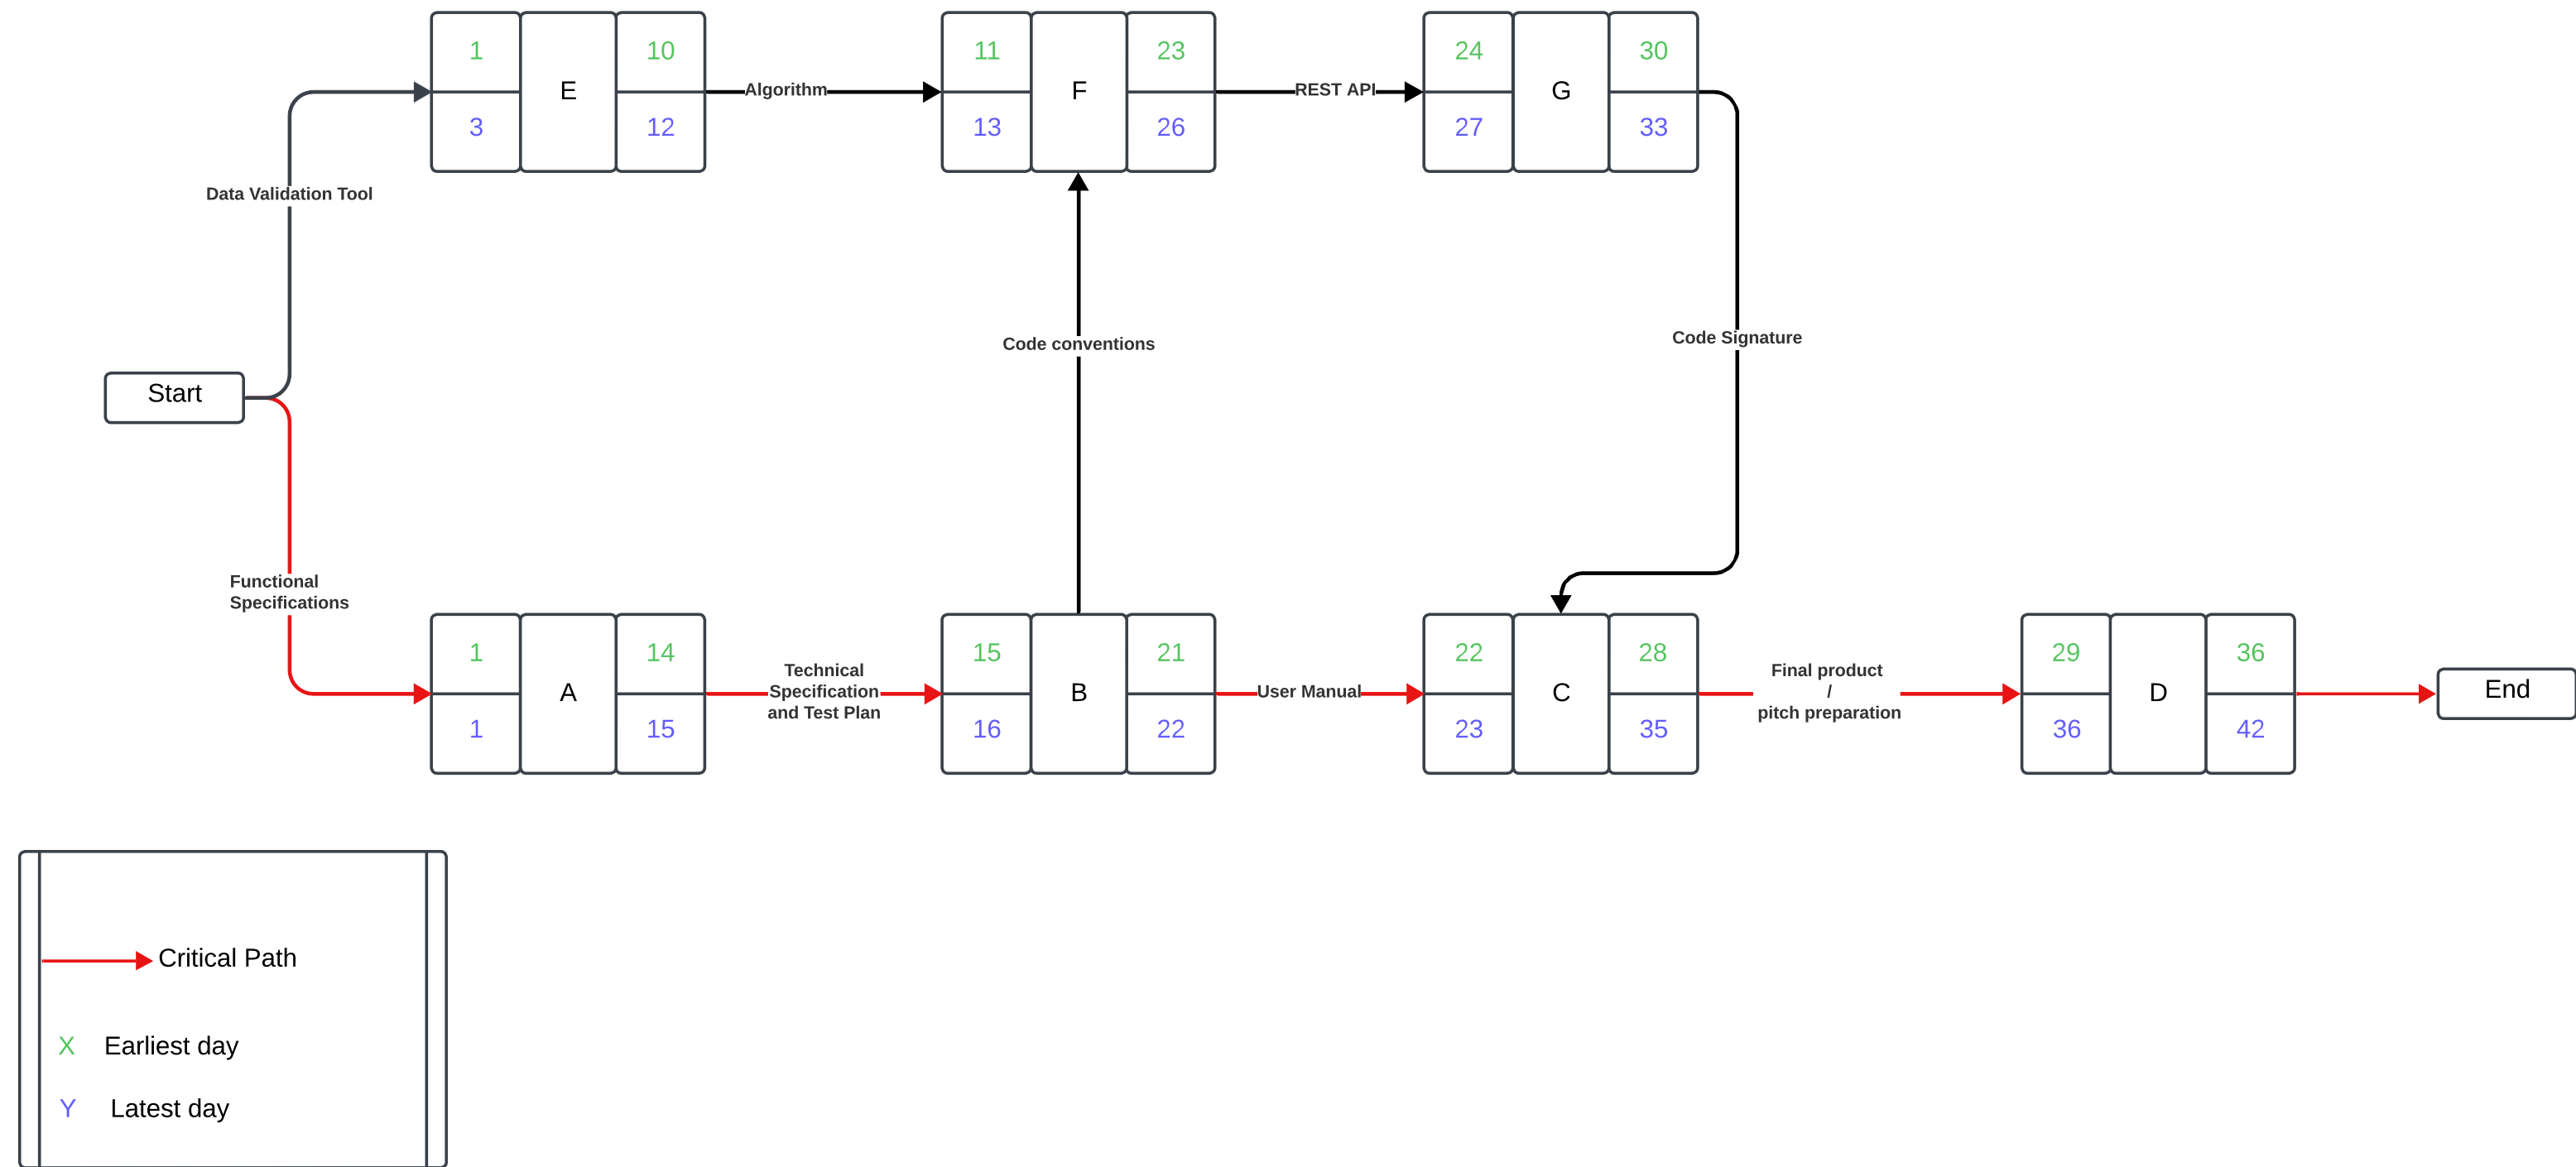 1
10
E
3
12
Algorithm
11
23
F
13
26
REST API
24
30
G
27
33
Data Validation Tool
Code conventions
Code Signature
Start
Functional
Specifications
1
14
A
1
15
Technical
Specification
and Test Plan
15
21
B
16
22
User Manual
22
28
C
23
35
Final product
/
pitch preparation
29
36
D
36
42
End
Critical Path
X Earliest day
Y Latest day